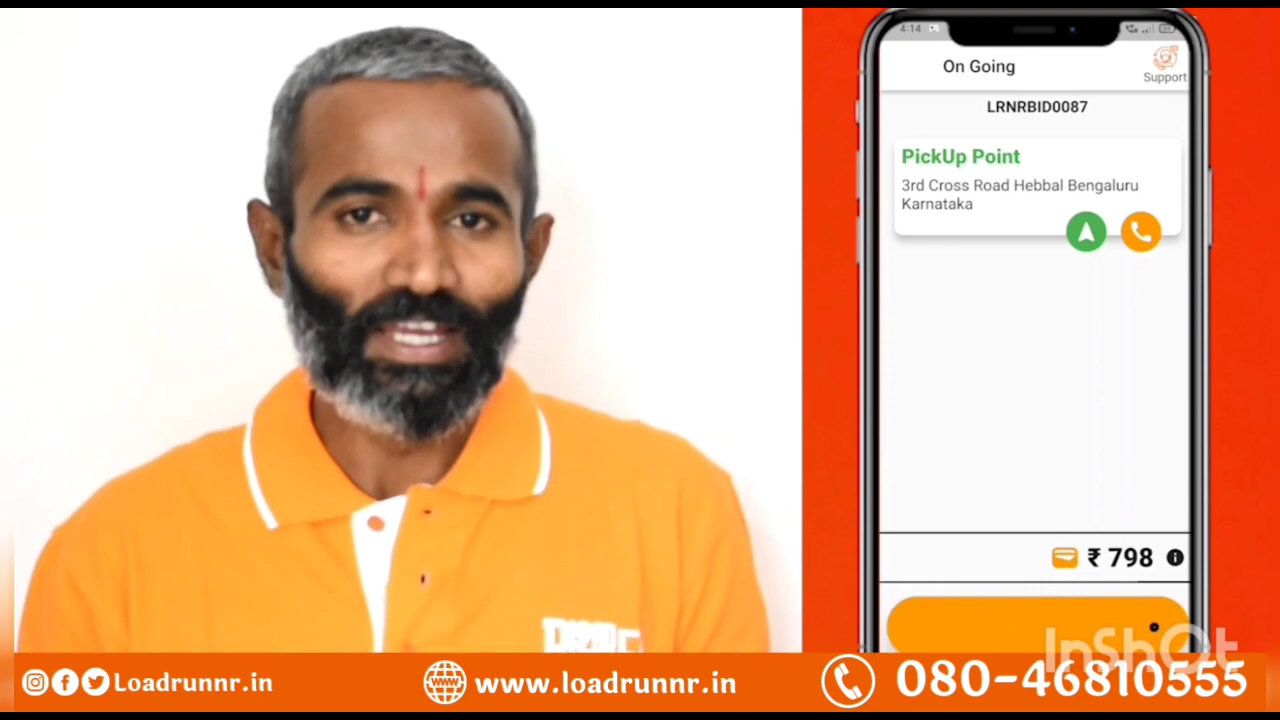 4:14
On Going
Support
LRNRBID0087
PickUp Point
3rd Cross Road Hebbal Bengaluru
Karnataka
₹ 798
InShOt
Loadrunnr.in
www
www.loadrunnr.in
080-46810555